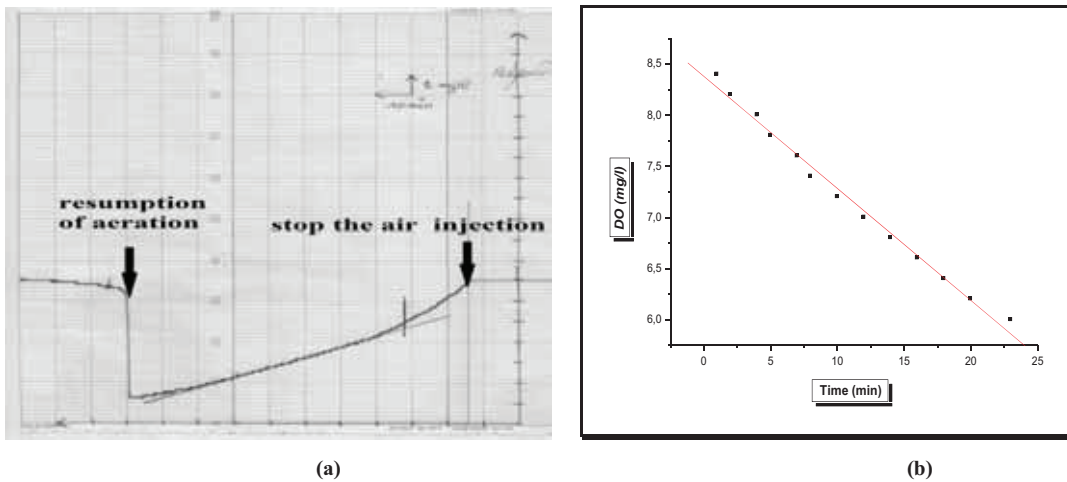 resumption
of aeration
stop the air injection
(a)
8,5
8,0
7,5
7,0
6,5
6,0
DO (mg/l)
0 5 10 15 20 25
Time (min)
(b)